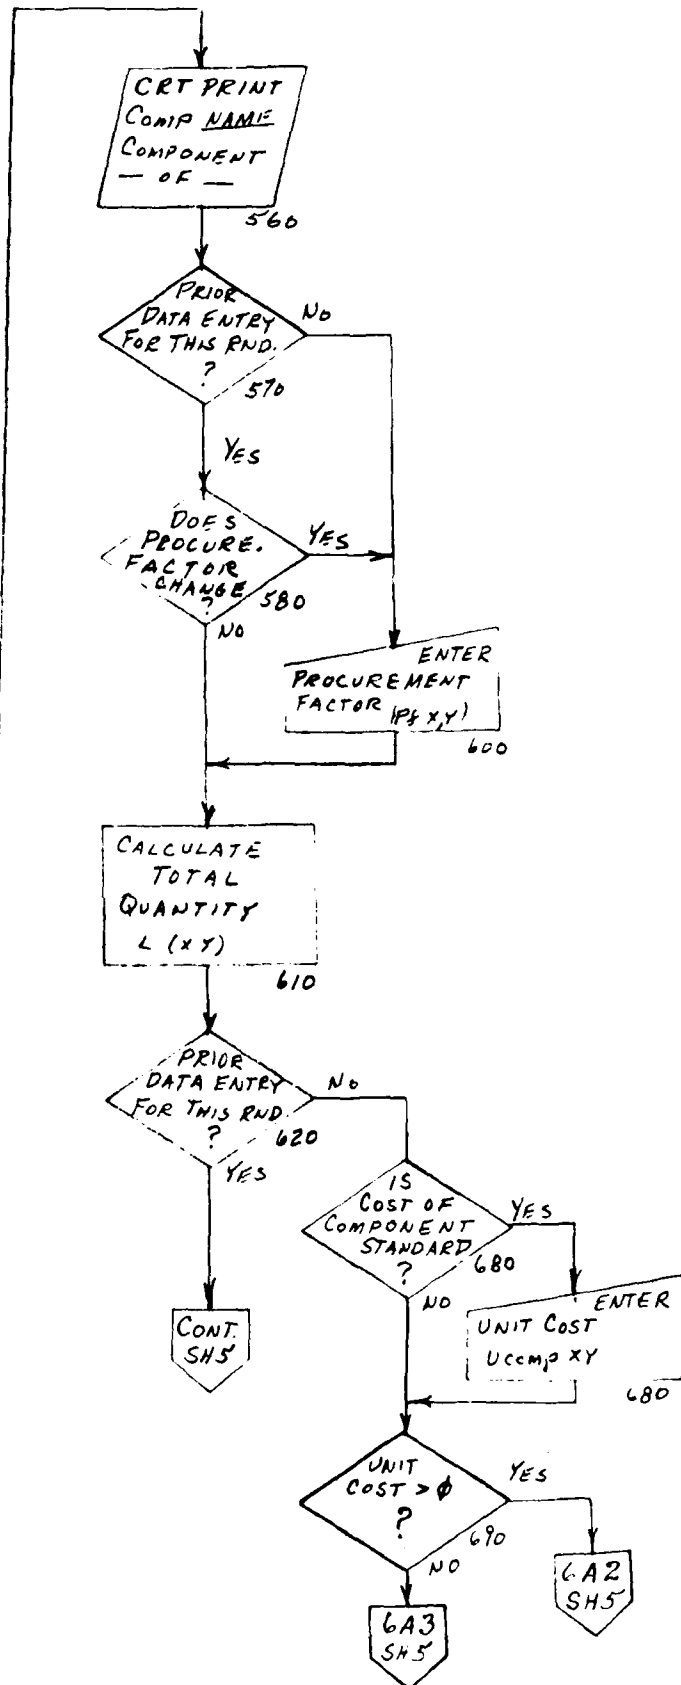 CRT PRINT
COMP NAME
COMPONENT
— OF —
560
PRIOR
DATA ENTRY
FOR THIS RND.
?
570
NO
YES
DOES
PROCURE.
FACTOR
CHANGE
?
580
YES
NO
ENTER
PROCUREMENT
FACTOR (Pf X,Y)
600
CALCULATE
TOTAL
QUANTITY
L (X Y)
610
PRIOR
DATA ENTRY
FOR THIS RND
?
620
NO
YES
CONT.
SH5
IS
COST OF
COMPONENT
STANDARD
?
680
YES
NO
ENTER
UNIT COST
Uccmp XY
680
UNIT
COST > φ
?
690
YES
NO
6A2
SH5
6A3
SH5